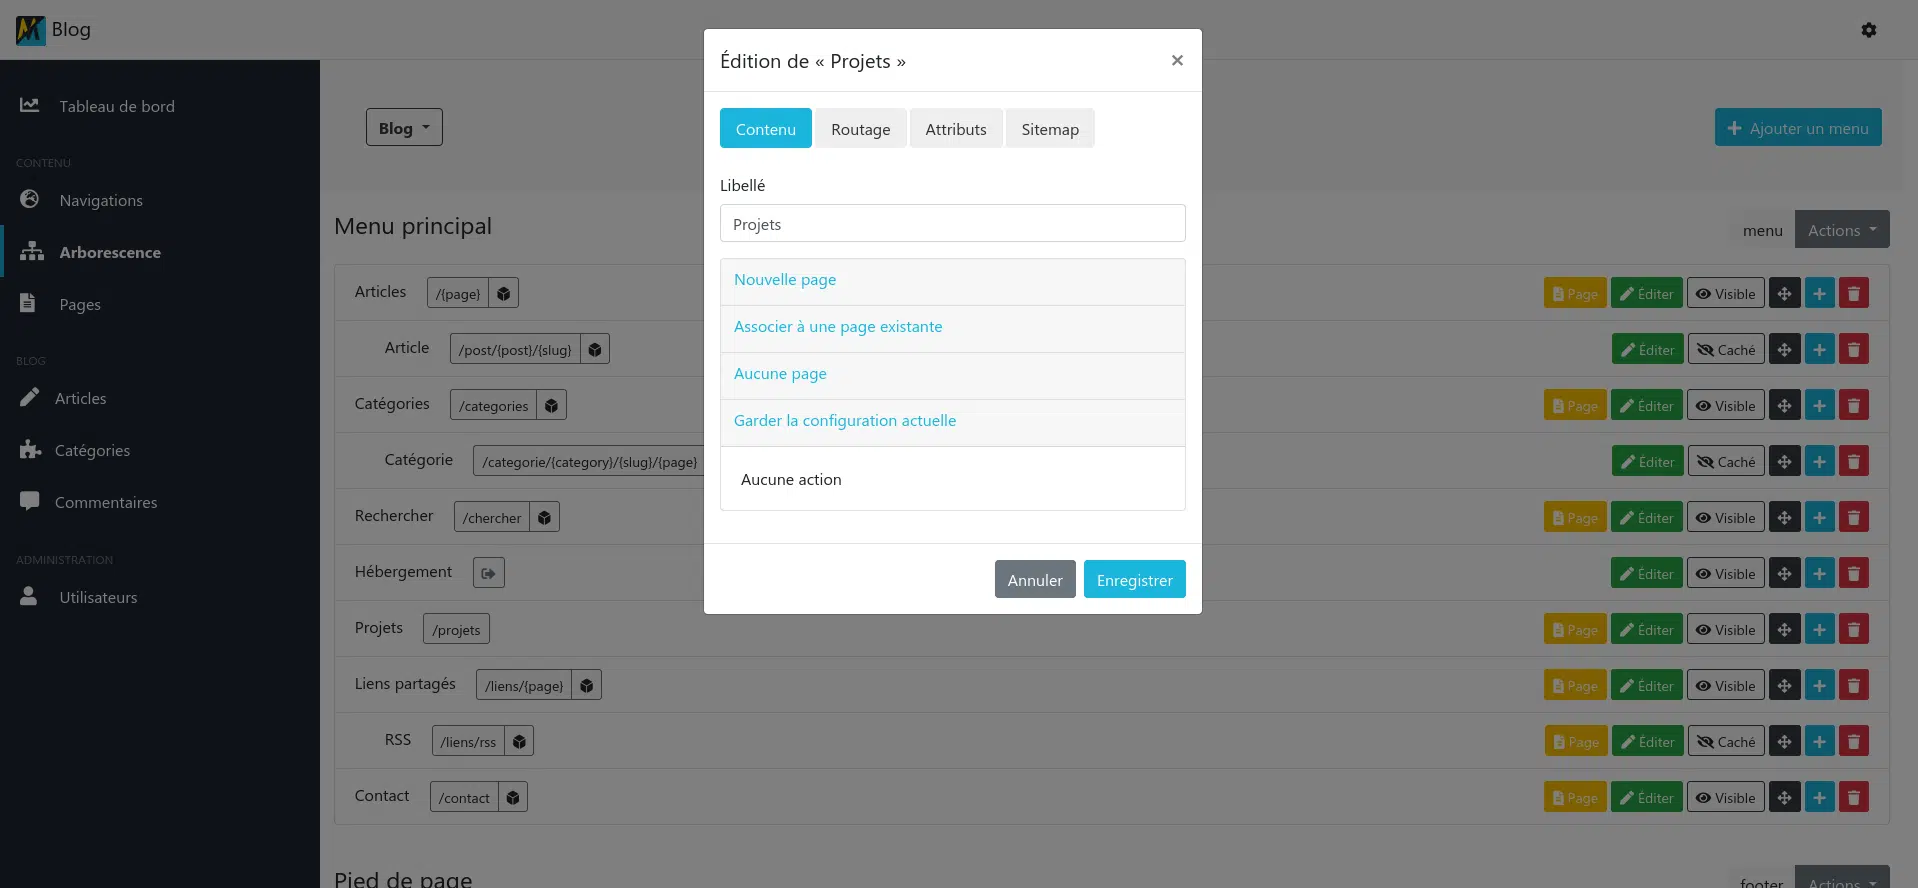 Blog
Tableau de bord
CONTENU
Navigations
Arborescence
Pages
BLOG
Articles
Catégories
Commentaires
ADMINISTRATION
Utilisateurs
Blog
Ajouter un menu
Menu principal
menu
Actions
Articles /{page} Page Éditer Visible
Article /post/{post}/{slug} Éditer Caché
Catégories /categories Page Éditer Visible
Catégorie /categorie/{category}/{slug}/{page} Éditer Caché
Rechercher /chercher Page Éditer Visible
Hébergement Éditer Visible
Projets /projets Page Éditer Visible
Liens partagés /liens/{page} Page Éditer Visible
RSS /liens/rss Page Éditer Caché
Contact /contact Page Éditer Visible
Pied de page
footer
Actions
Édition de « Projets »
×
Contenu Routage Attributs Sitemap
Libellé
Projets
Nouvelle page
Associer à une page existante
Aucune page
Garder la configuration actuelle
Aucune action
Annuler Enregistrer